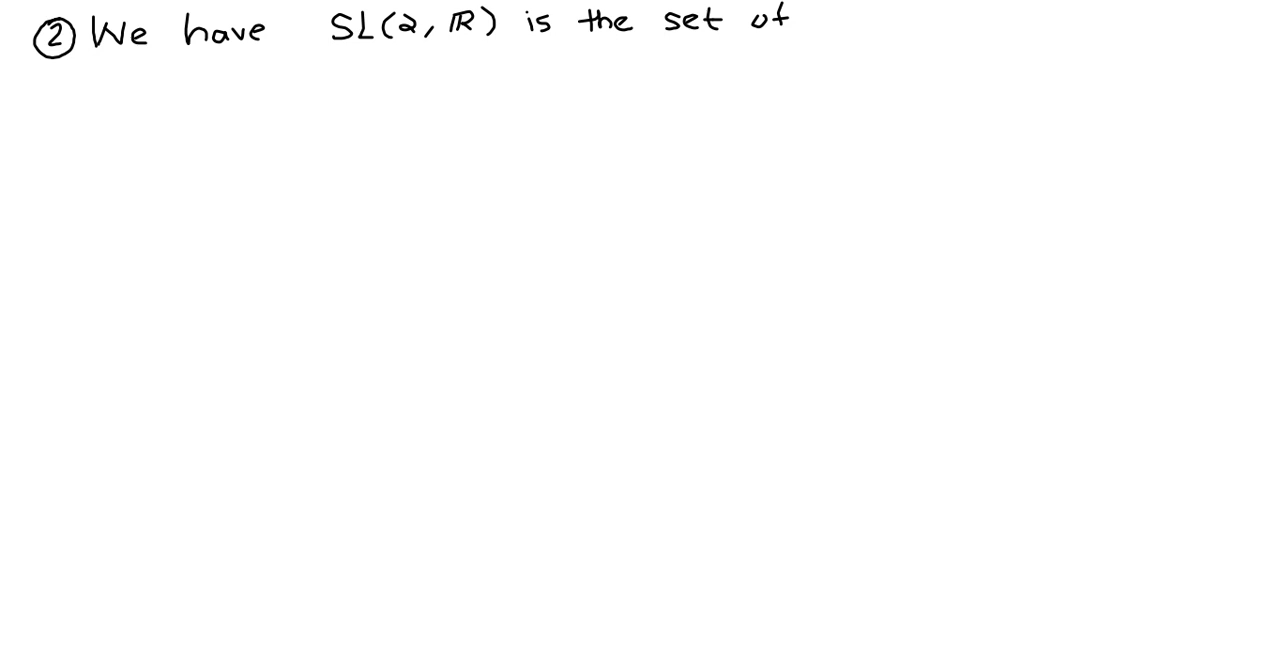 ② We have SL(2, ℝ) is the set of